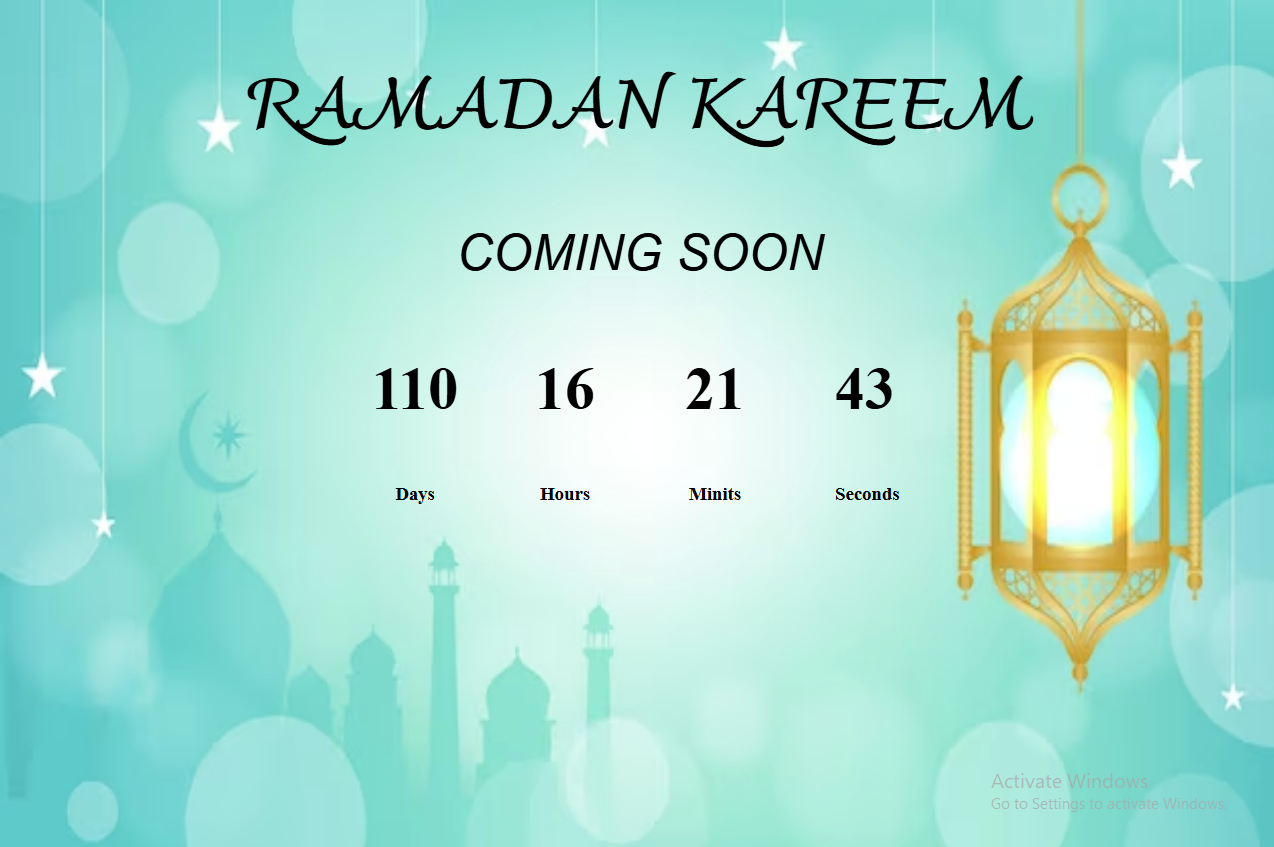 RAMADAN KAREEM
COMING SOON
110 16 21 43
Days Hours Minits Seconds
Activate Windows
Go to Settings to activate Windows.